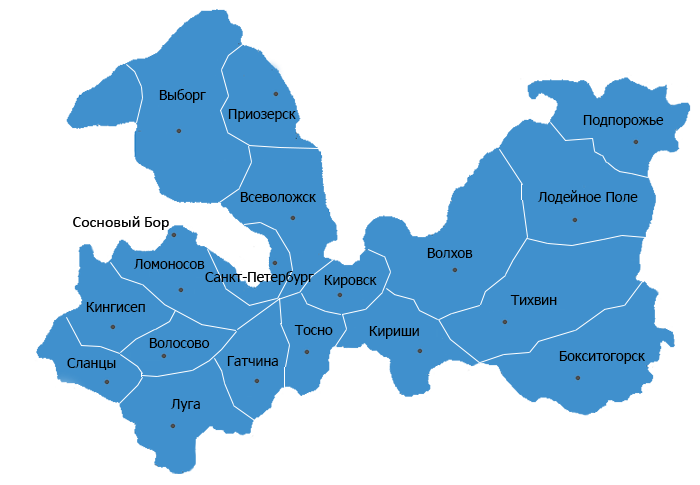 Выборг
Приозерск
Подпорожье
Всеволожск
Лодейное Поле
Сосновый Бор
Волхов
Ломоносов
Санкт-Петербург
Кировск
Тихвин
Кингисеп
Тосно
Кириши
Волосово
Бокситогорск
Сланцы
Гатчина
Луга